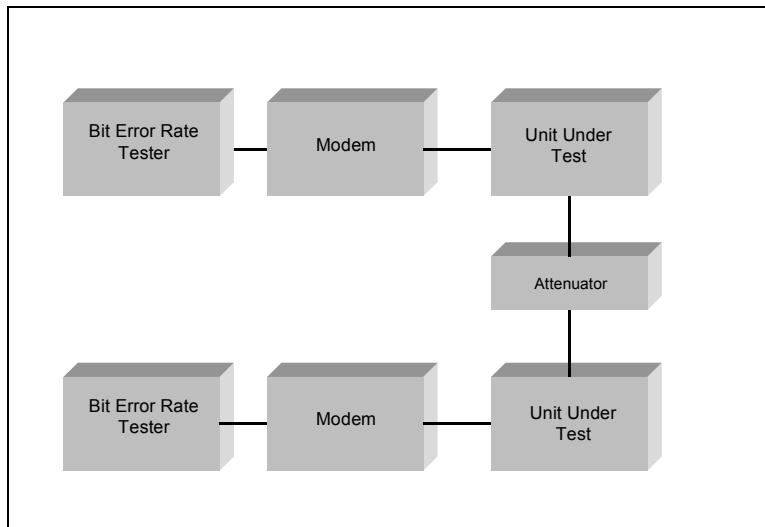 Bit Error Rate
Tester
Modem
Unit Under
Test
Attenuator
Bit Error Rate
Tester
Modem
Unit Under
Test